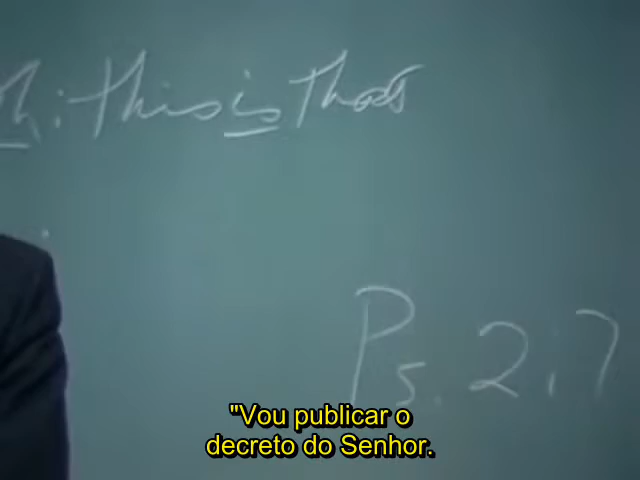 h: this is that
Ps. 2,7
"Vou publicar o
decreto do Senhor.